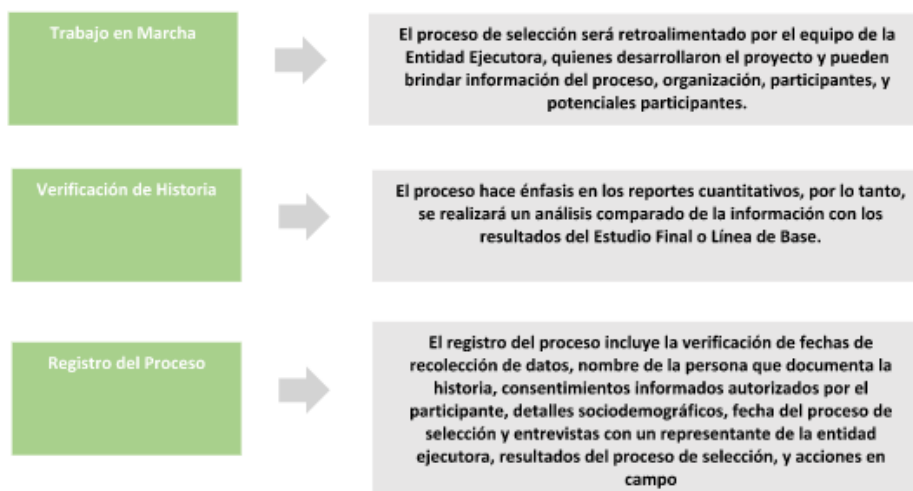 Trabajo en Marcha
El proceso de selección será retroalimentado por el equipo de la
Entidad Ejecutora, quienes desarrollaron el proyecto y pueden
brindar información del proceso, organización, participantes, y
potenciales participantes.
Verificación de Historia
El proceso hace énfasis en los reportes cuantitativos, por lo tanto,
se realizará un análisis comparado de la información con los
resultados del Estudio Final o Línea de Base.
Registro del Proceso
El registro del proceso incluye la verificación de fechas de
recolección de datos, nombre de la persona que documenta la
historia, consentimientos informados autorizados por el
participante, detalles sociodemográficos, fecha del proceso de
selección y entrevistas con un representante de la entidad
ejecutora, resultados del proceso de selección, y acciones en
campo